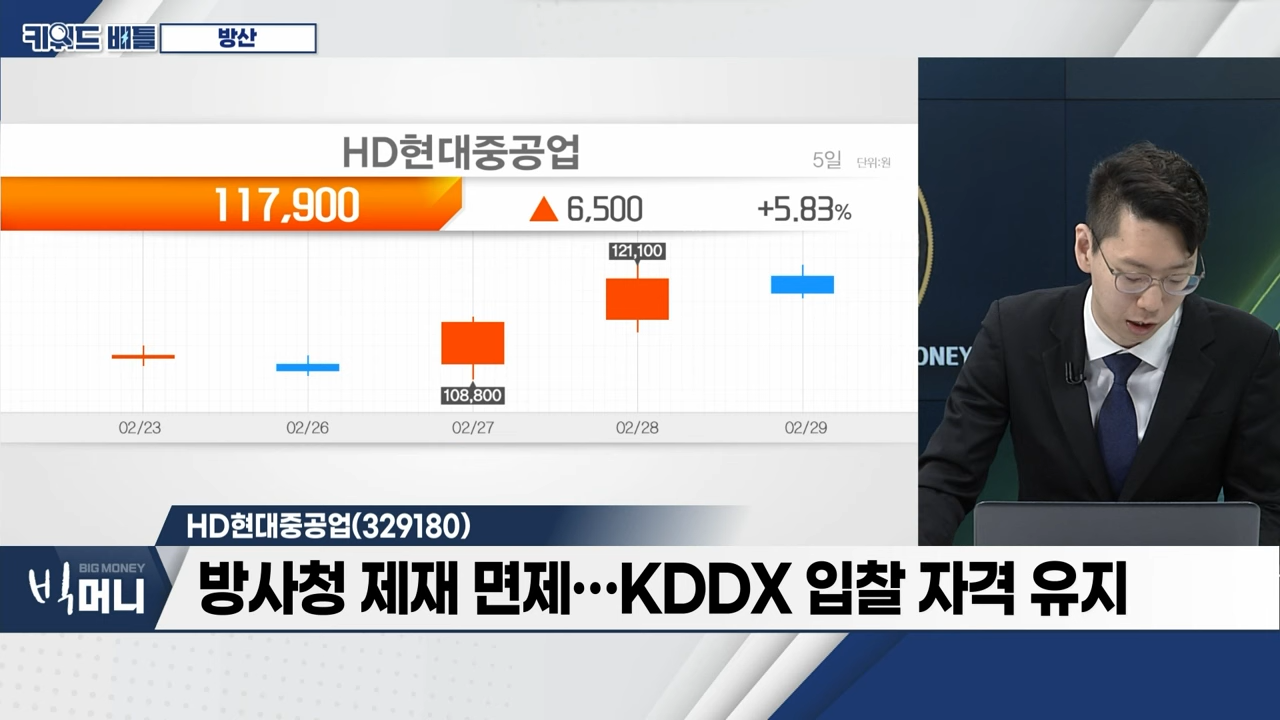 키워드 배틀 방산
HD현대중공업
5일 단위:원
117,900 ▲ 6,500 +5.83%
121,100
108,800
02/23 02/26 02/27 02/28 02/29
ONEY
HD현대중공업(329180)
BIG MONEY
빅머니
방사청 제재 면제…KDDX 입찰 자격 유지